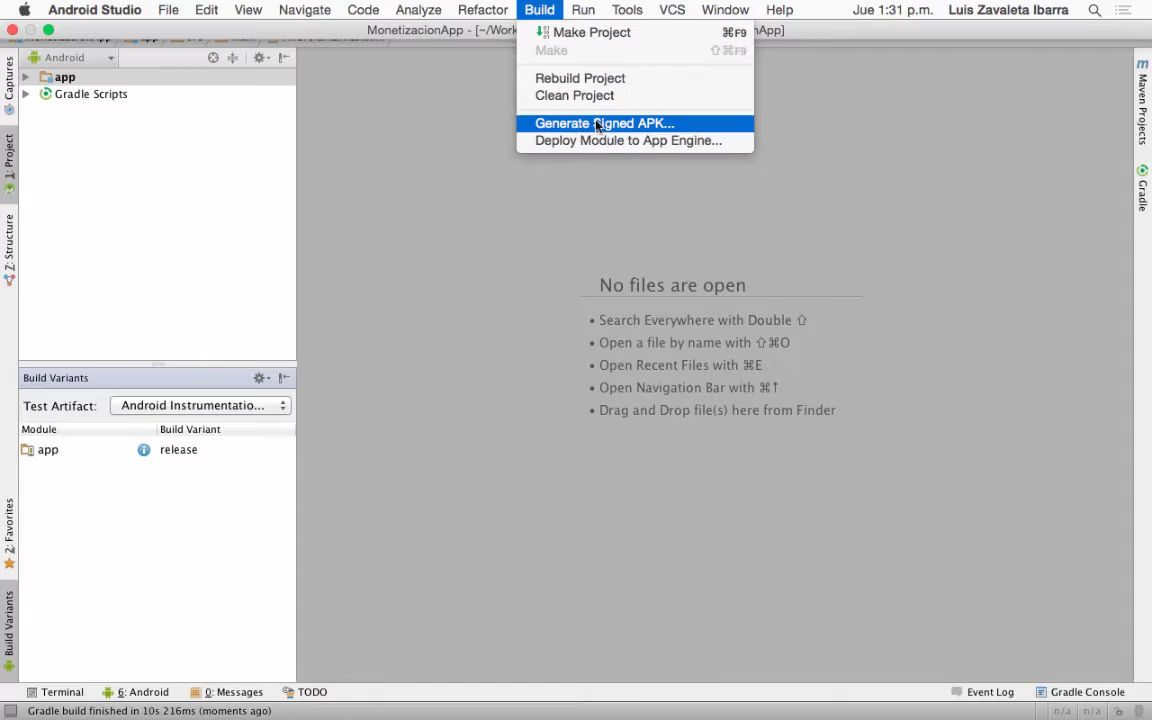 Android Studio File Edit View Navigate Code Analyze Refactor Build Run Tools VCS Window Help Jue 1:31 p.m. Luis Zavaleta Ibarra
MonetizacionApp - [~/Work
App]
Make Project ⌘F9
Make ⇧⌘F9
Rebuild Project
Clean Project
Generate Signed APK...
Deploy Module to App Engine...
Android
app
Gradle Scripts
Captures
1: Project
7: Structure
2: Favorites
Build Variants
Maven Projects
Gradle
No files are open
• Search Everywhere with Double ⇧
• Open a file by name with ⇧⌘O
• Open Recent Files with ⌘E
• Open Navigation Bar with ⌘↑
• Drag and Drop file(s) here from Finder
Build Variants
Test Artifact: Android Instrumentatio...
Module Build Variant
app release
Terminal 6: Android 0: Messages TODO Event Log Gradle Console
Gradle build finished in 10s 216ms (moments ago) n/a n/a